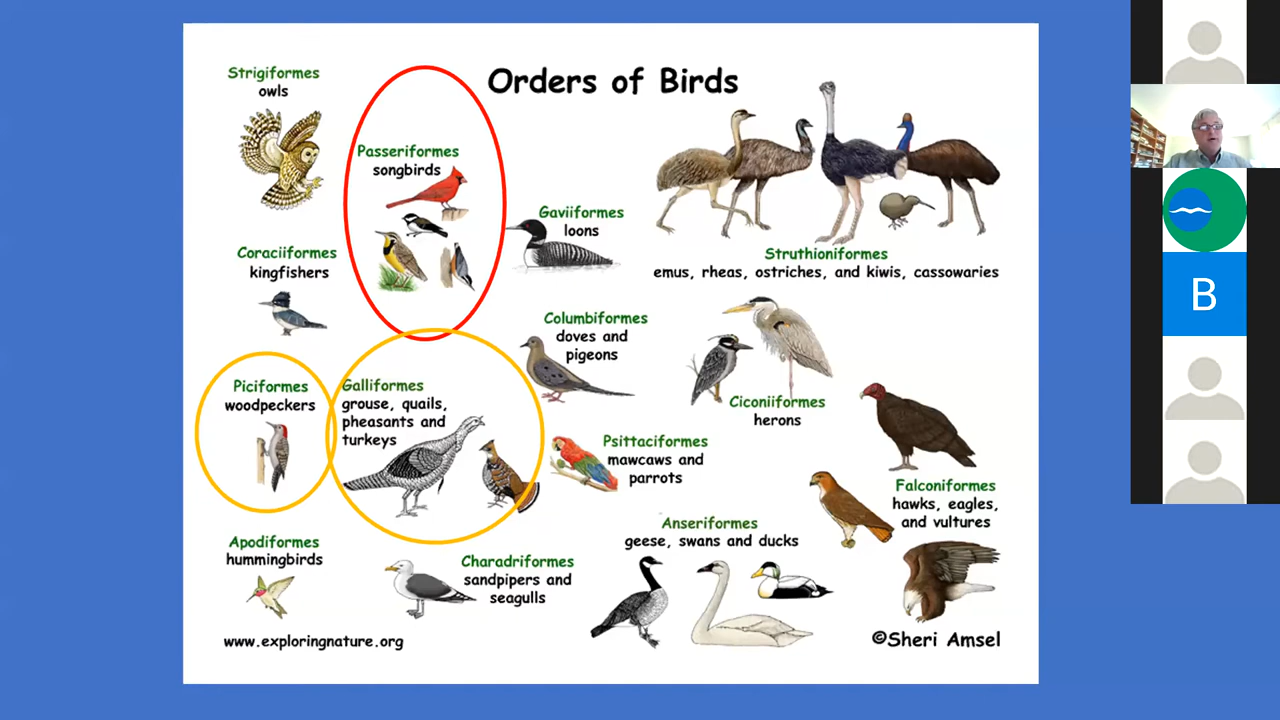 Orders of Birds
Strigiformes
owls
Passeriformes
songbirds
Gaviiformes
loons
Struthioniformes
emus, rheas, ostriches, and kiwis, cassowaries
Coraciiformes
kingfishers
Columbiformes
doves and
pigeons
Piciformes
woodpeckers
Galliformes
grouse, quails,
pheasants and
turkeys
Ciconiiformes
herons
Psittaciformes
mawcaws and
parrots
Falconiformes
hawks, eagles,
and vultures
Apodiformes
hummingbirds
Charadriformes
sandpipers and
seagulls
Anseriformes
geese, swans and ducks
www.exploringnature.org
©Sheri Amsel
B